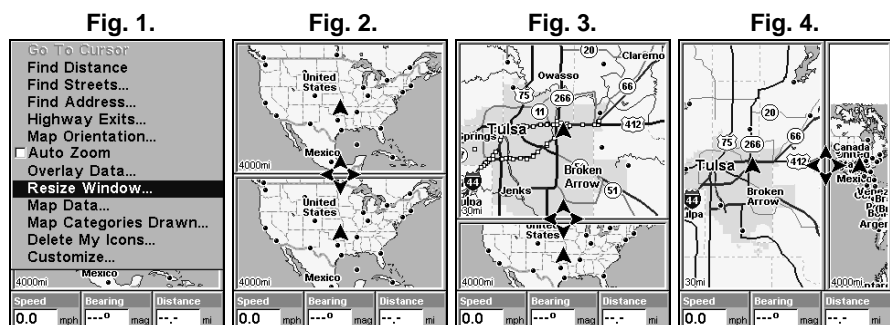 Fig. 1.
Go To Cursor
Find Distance
Find Streets...
Find Address...
Highway Exits...
Map Orientation...
Auto Zoom
Overlay Data...
Resize Window...
Map Data...
Map Categories Drawn...
Delete My Icons...
Customize...
Mexico
4000mi
Speed Bearing Distance
0.0 mph ---° mag --.- mi
Fig. 2.
United
States
Mexico
4000mi
United
States
Mexico
4000mi
Speed Bearing Distance
0.0 mph ---° mag --.- mi
Fig. 3.
20
Claremo
Owasso
66
75
266
11
412
Tulsa
Springs
Broken
Arrow
Jenks
51
44
ulpa
30mi
United
States
4000mi
Speed Bearing Distance
0.0 mph ---° mag --.- mi
Fig. 4.
20
75
266
66
412
Tulsa
Broken
Arrow
44
ulpa
30mi
Canada
Mexico
Venez
Argen
4000mi
Speed Bearing Distance
0.0 mph ---° mag --.- mi